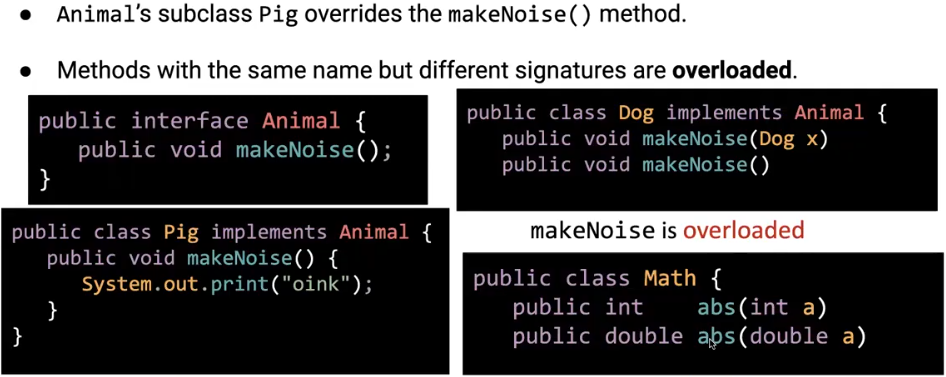 ● Animal's subclass Pig overrides the makeNoise() method.
● Methods with the same name but different signatures are overloaded.
public interface Animal {
public void makeNoise();
}
public class Pig implements Animal {
public void makeNoise() {
System.out.print("oink");
}
}
public class Dog implements Animal {
public void makeNoise(Dog x)
public void makeNoise()
makeNoise is overloaded
public class Math {
public int abs(int a)
public double abs(double a)